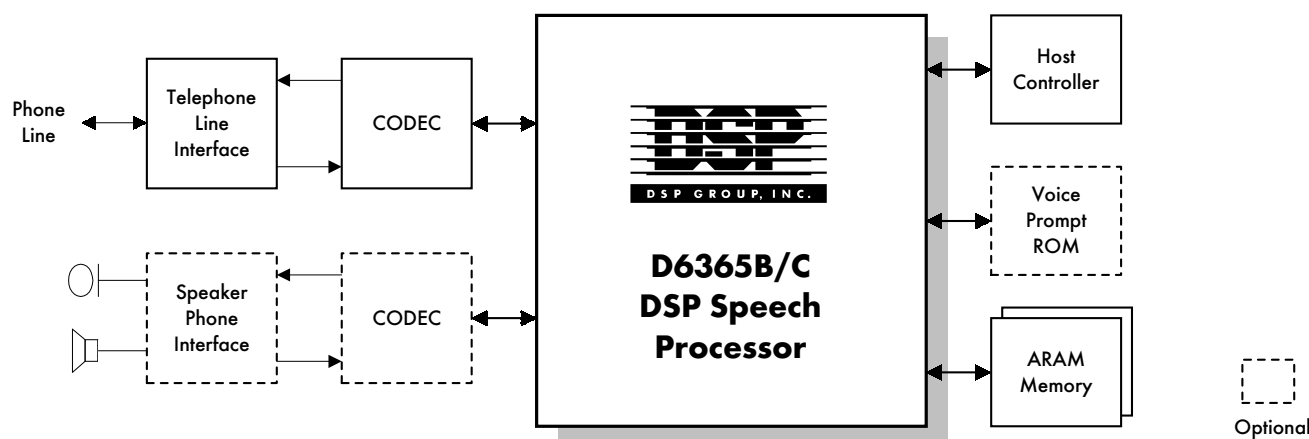 Phone
Line
Telephone
Line
Interface
CODEC
DSP
DSP GROUP, INC.
D6365B/C
DSP Speech
Processor
Host
Controller
Voice
Prompt
ROM
Speaker
Phone
Interface
CODEC
ARAM
Memory
Optional